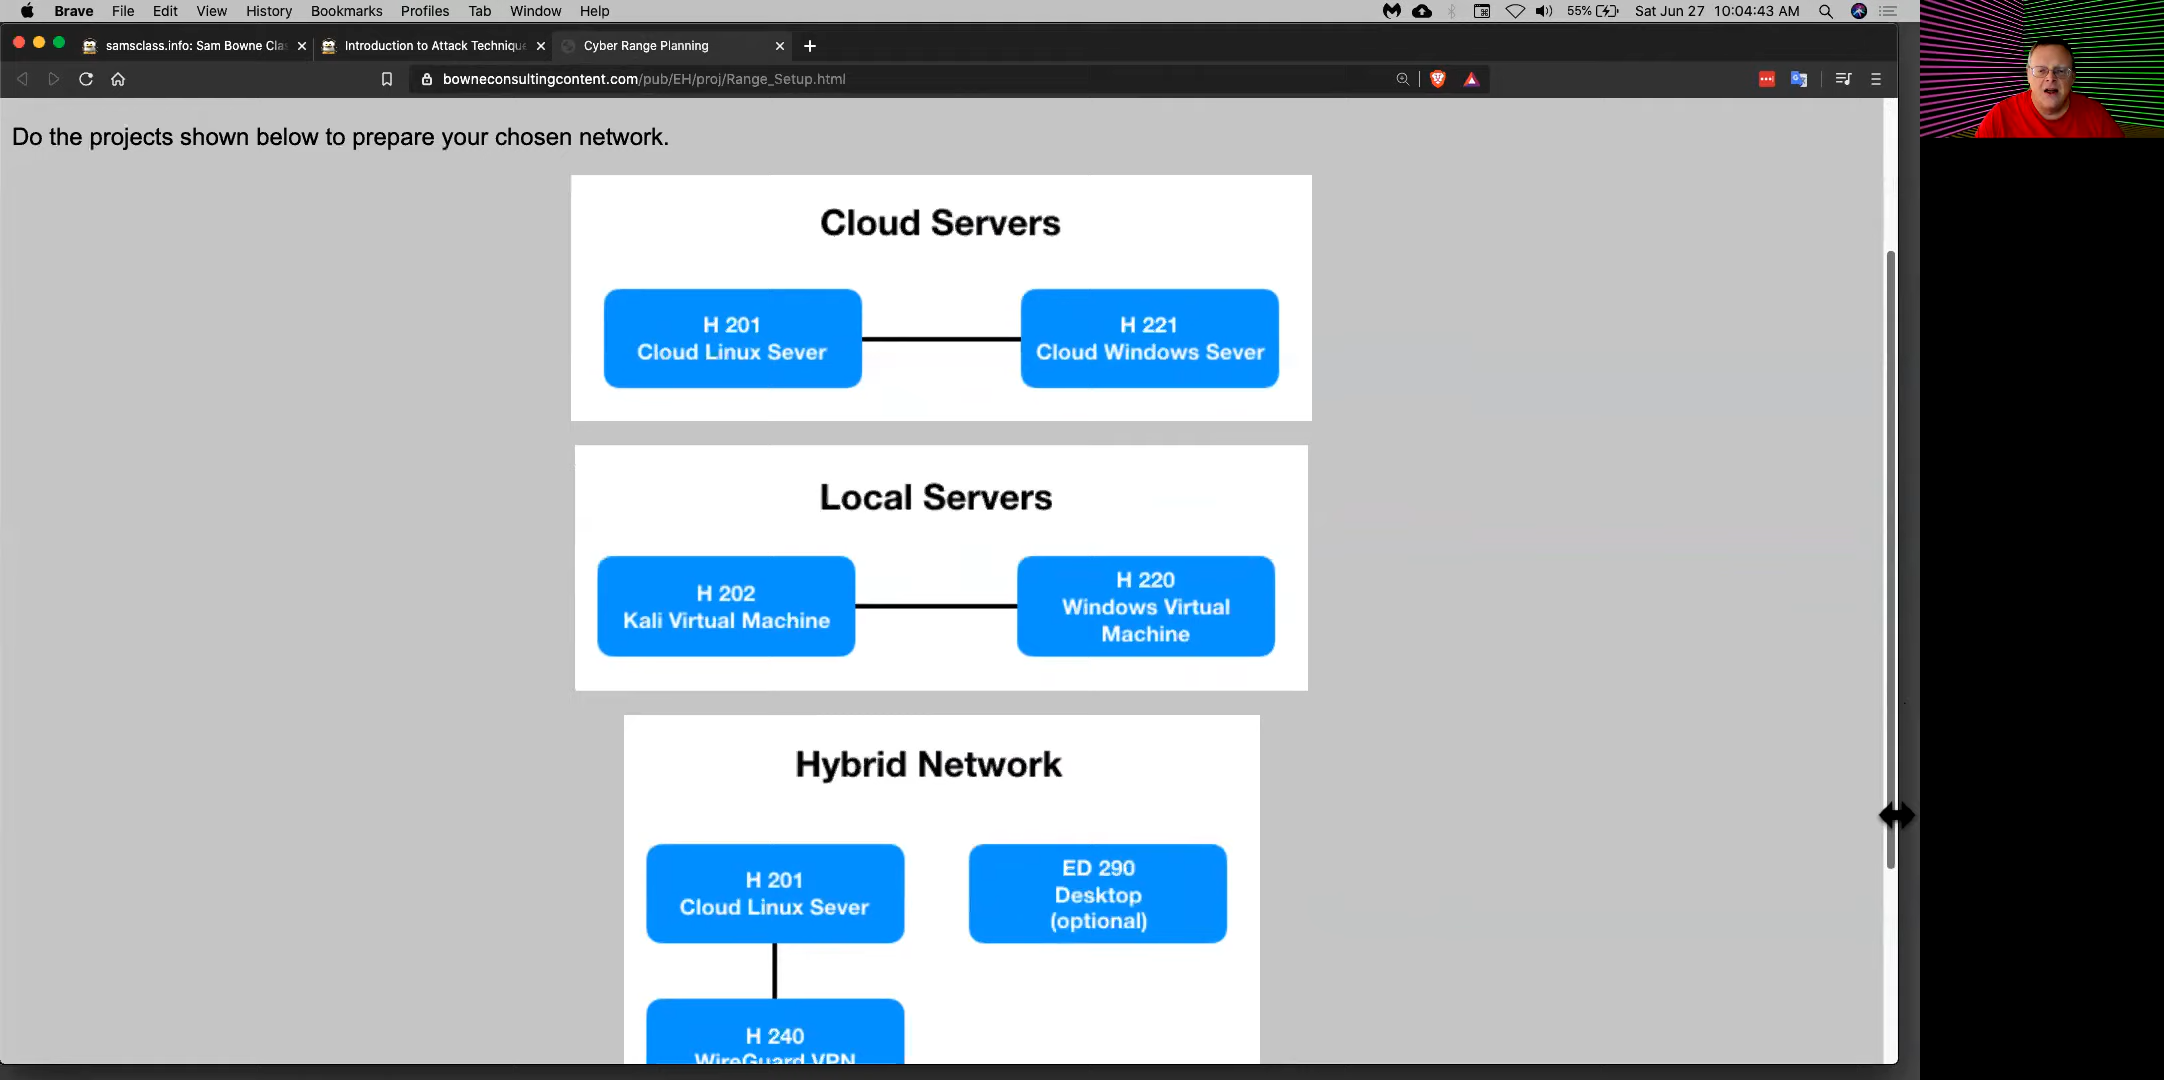 Brave File Edit View History Bookmarks Profiles Tab Window Help 55% Sat Jun 27 10:04:43 AM
samsclass.info: Sam Bowne Cla Introduction to Attack Technique Cyber Range Planning
bowneconsultingcontent.com/pub/EH/proj/Range_Setup.html
Do the projects shown below to prepare your chosen network.
Cloud Servers
H 201
Cloud Linux Sever
H 221
Cloud Windows Sever
Local Servers
H 202
Kali Virtual Machine
H 220
Windows Virtual
Machine
Hybrid Network
H 201
Cloud Linux Sever
ED 290
Desktop
(optional)
H 240
WireGuard VPN